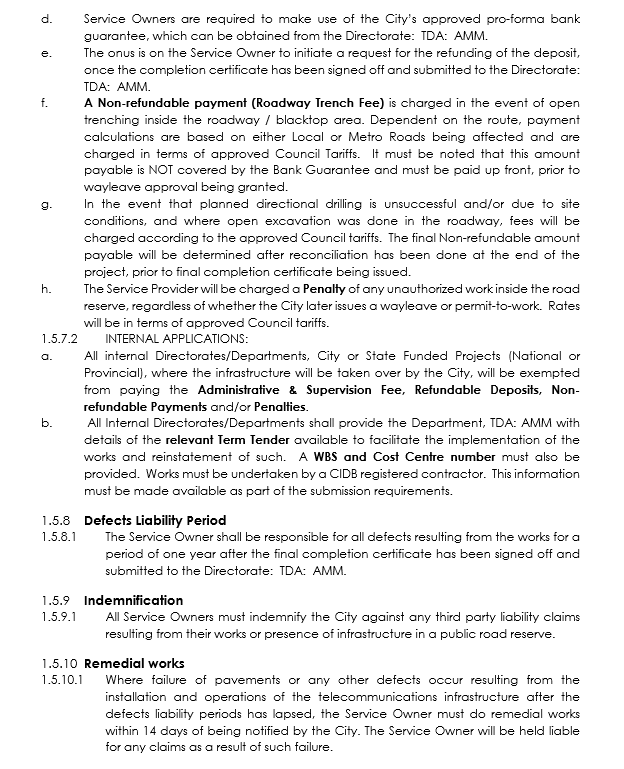 d. Service Owners are required to make use of the City's approved pro-forma bank
guarantee, which can be obtained from the Directorate: TDA: AMM.
e. The onus is on the Service Owner to initiate a request for the refunding of the deposit,
once the completion certificate has been signed off and submitted to the Directorate:
TDA: AMM.
f. A Non-refundable payment (Roadway Trench Fee) is charged in the event of open
trenching inside the roadway / blacktop area. Dependent on the route, payment
calculations are based on either Local or Metro Roads being affected and are
charged in terms of approved Council Tariffs. It must be noted that this amount
payable is NOT covered by the Bank Guarantee and must be paid up front, prior to
wayleave approval being granted.
g. In the event that planned directional drilling is unsuccessful and/or due to site
conditions, and where open excavation was done in the roadway, fees will be
charged according to the approved Council tariffs. The final Non-refundable amount
payable will be determined after reconciliation has been done at the end of the
project, prior to final completion certificate being issued.
h. The Service Provider will be charged a Penalty of any unauthorized work inside the road
reserve, regardless of whether the City later issues a wayleave or permit-to-work. Rates
will be in terms of approved Council tariffs.
1.5.7.2 INTERNAL APPLICATIONS:
a. All internal Directorates/Departments, City or State Funded Projects (National or
Provincial), where the infrastructure will be taken over by the City, will be exempted
from paying the Administrative & Supervision Fee, Refundable Deposits, Non-
refundable Payments and/or Penalties.
b. All Internal Directorates/Departments shall provide the Department, TDA: AMM with
details of the relevant Term Tender available to facilitate the implementation of the
works and reinstatement of such. A WBS and Cost Centre number must also be
provided. Works must be undertaken by a CIDB registered contractor. This information
must be made available as part of the submission requirements.
1.5.8 Defects Liability Period
1.5.8.1 The Service Owner shall be responsible for all defects resulting from the works for a
period of one year after the final completion certificate has been signed off and
submitted to the Directorate: TDA: AMM.
1.5.9 Indemnification
1.5.9.1 All Service Owners must indemnify the City against any third party liability claims
resulting from their works or presence of infrastructure in a public road reserve.
1.5.10 Remedial works
1.5.10.1 Where failure of pavements or any other defects occur resulting from the
installation and operations of the telecommunications infrastructure after the
defects liability periods has lapsed, the Service Owner must do remedial works
within 14 days of being notified by the City. The Service Owner will be held liable
for any claims as a result of such failure.